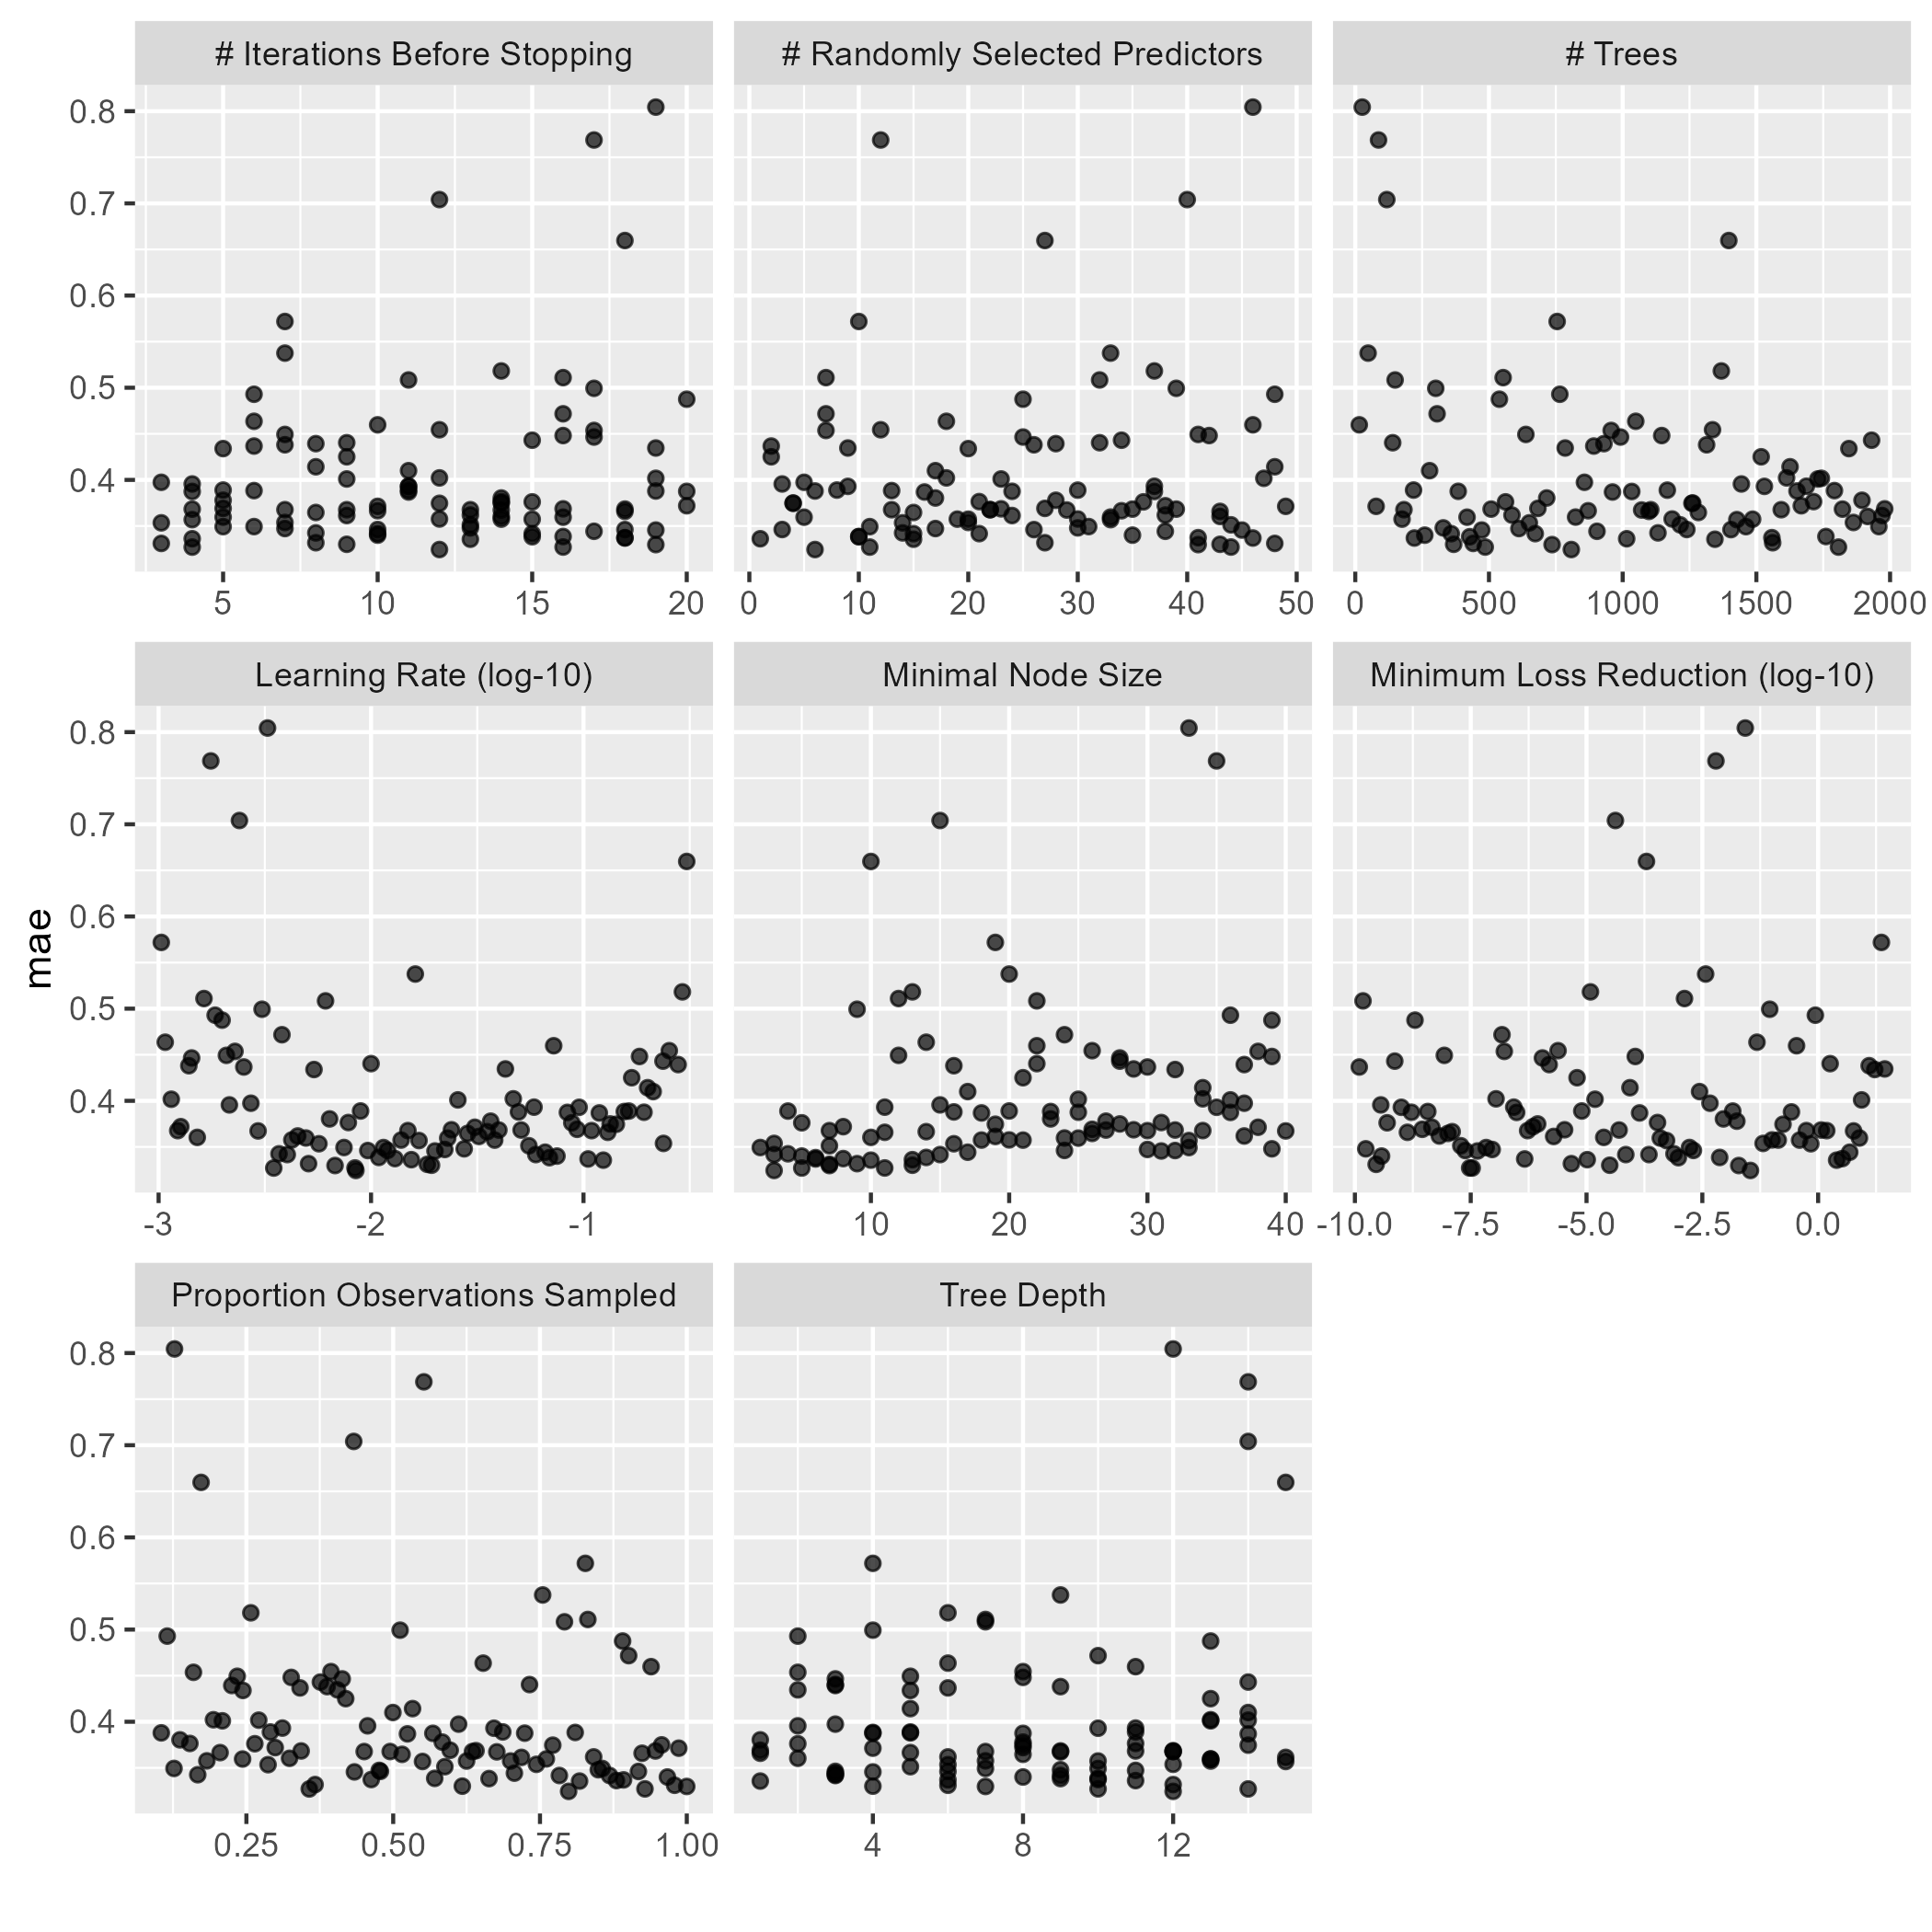 # Iterations Before Stopping
# Randomly Selected Predictors
# Trees
0.8
0.7
0.6
0.5
0.4
5 10 15 20
0 10 20 30 40 50
0 500 1000 1500 2000
Learning Rate (log-10)
Minimal Node Size
Minimum Loss Reduction (log-10)
mae
0.8
0.7
0.6
0.5
0.4
-3 -2 -1
10 20 30 40
-10.0 -7.5 -5.0 -2.5 0.0
Proportion Observations Sampled
Tree Depth
0.8
0.7
0.6
0.5
0.4
0.25 0.50 0.75 1.00
4 8 12